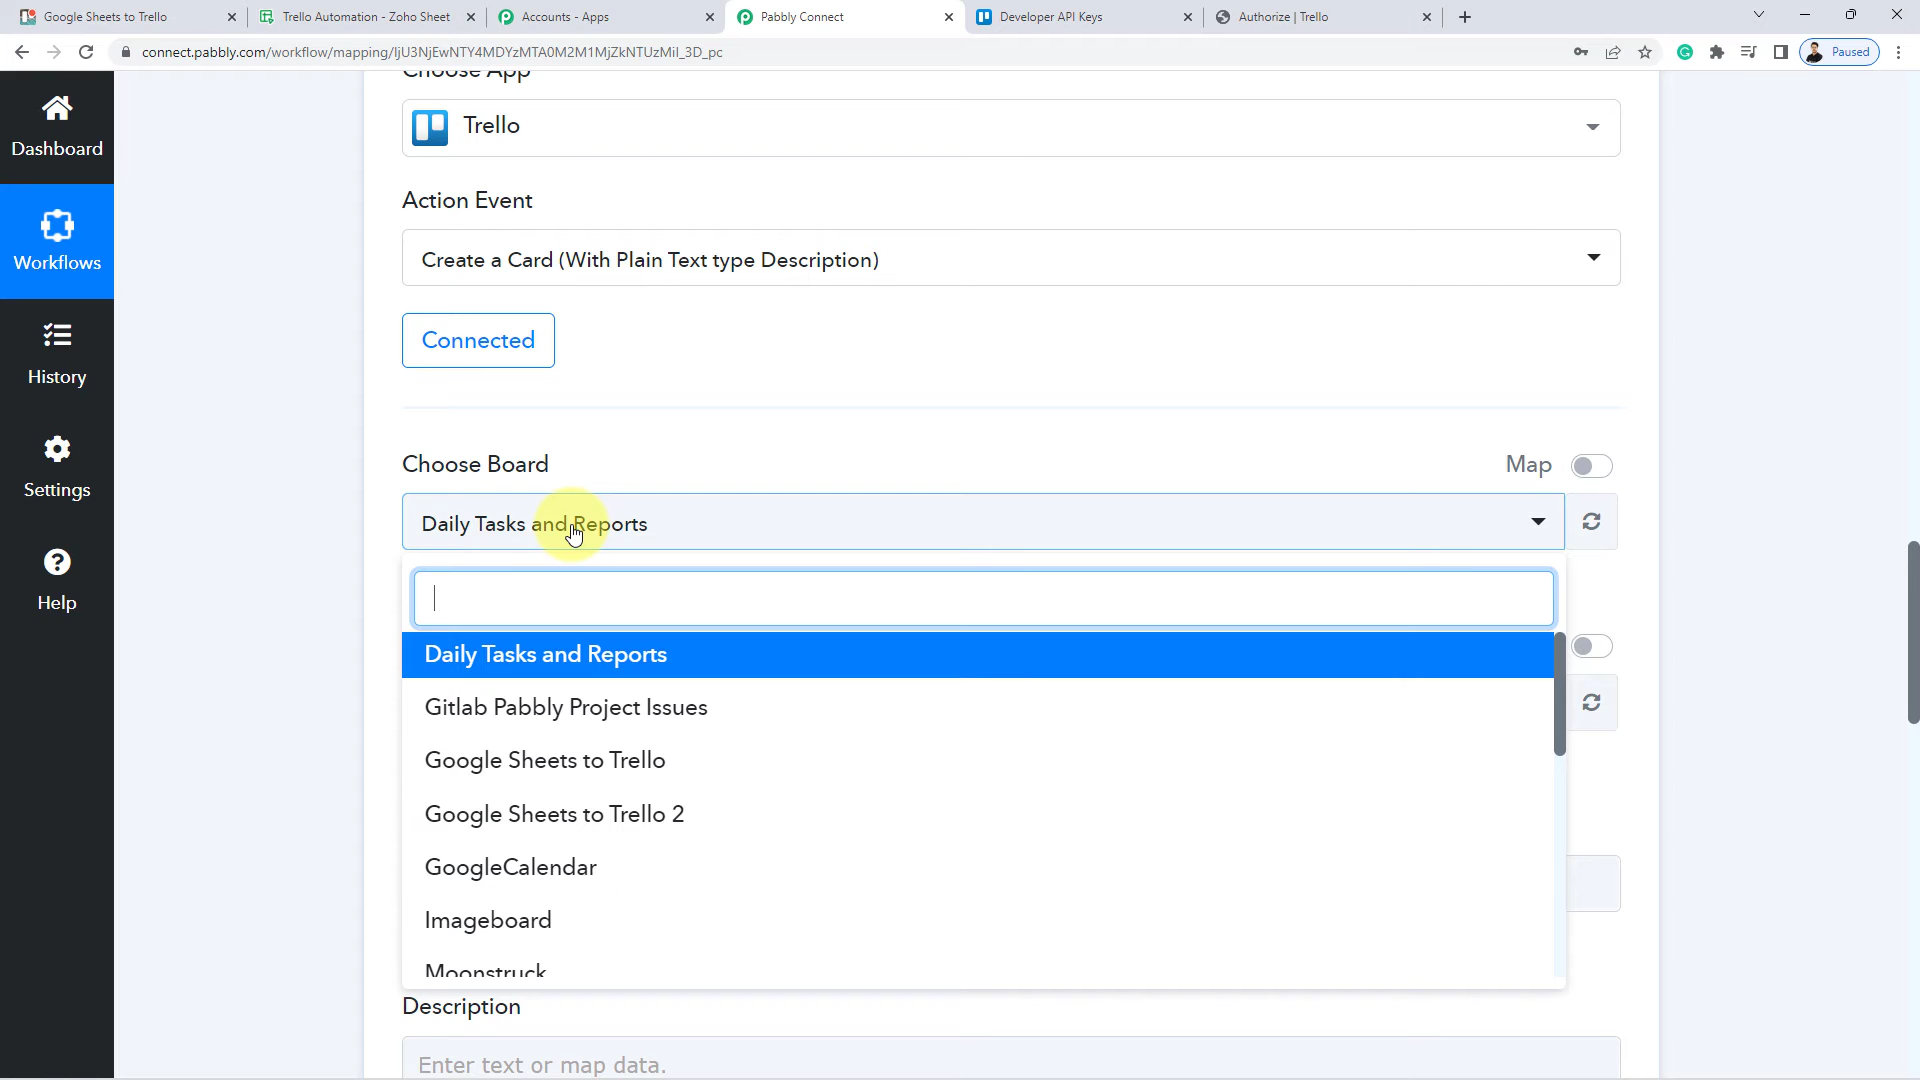 Google Sheets to Trello
Trello Automation - Zoho Sheet
Accounts - Apps
Pabbly Connect
Developer API Keys
Authorize | Trello
connect.pabbly.com/workflow/mapping/IjU3NjEwNTY4MDYzMTA0M2M1MjZkNTUzMiI_3D_pc
Paused
Choose App
Dashboard
Trello
Action Event
Workflows
Create a Card (With Plain Text type Description)
Connected
History
Choose Board
Map
Settings
Daily Tasks and Reports
Help
Daily Tasks and Reports
Gitlab Pabbly Project Issues
Google Sheets to Trello
Google Sheets to Trello 2
GoogleCalendar
Imageboard
Moonstruck
Description
Enter text or map data.